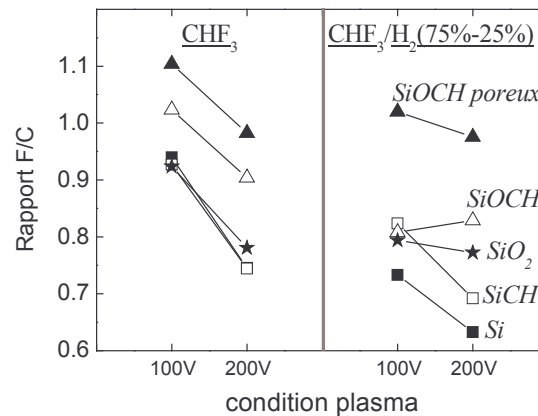 CHF3
CHF3/H2(75%-25%)
1.1
1.0
0.9
0.8
0.7
0.6
Rapport F/C
SiOCH poreux
SiOCH
SiO2
SiCH
Si
100V 200V 100V 200V
condition plasma